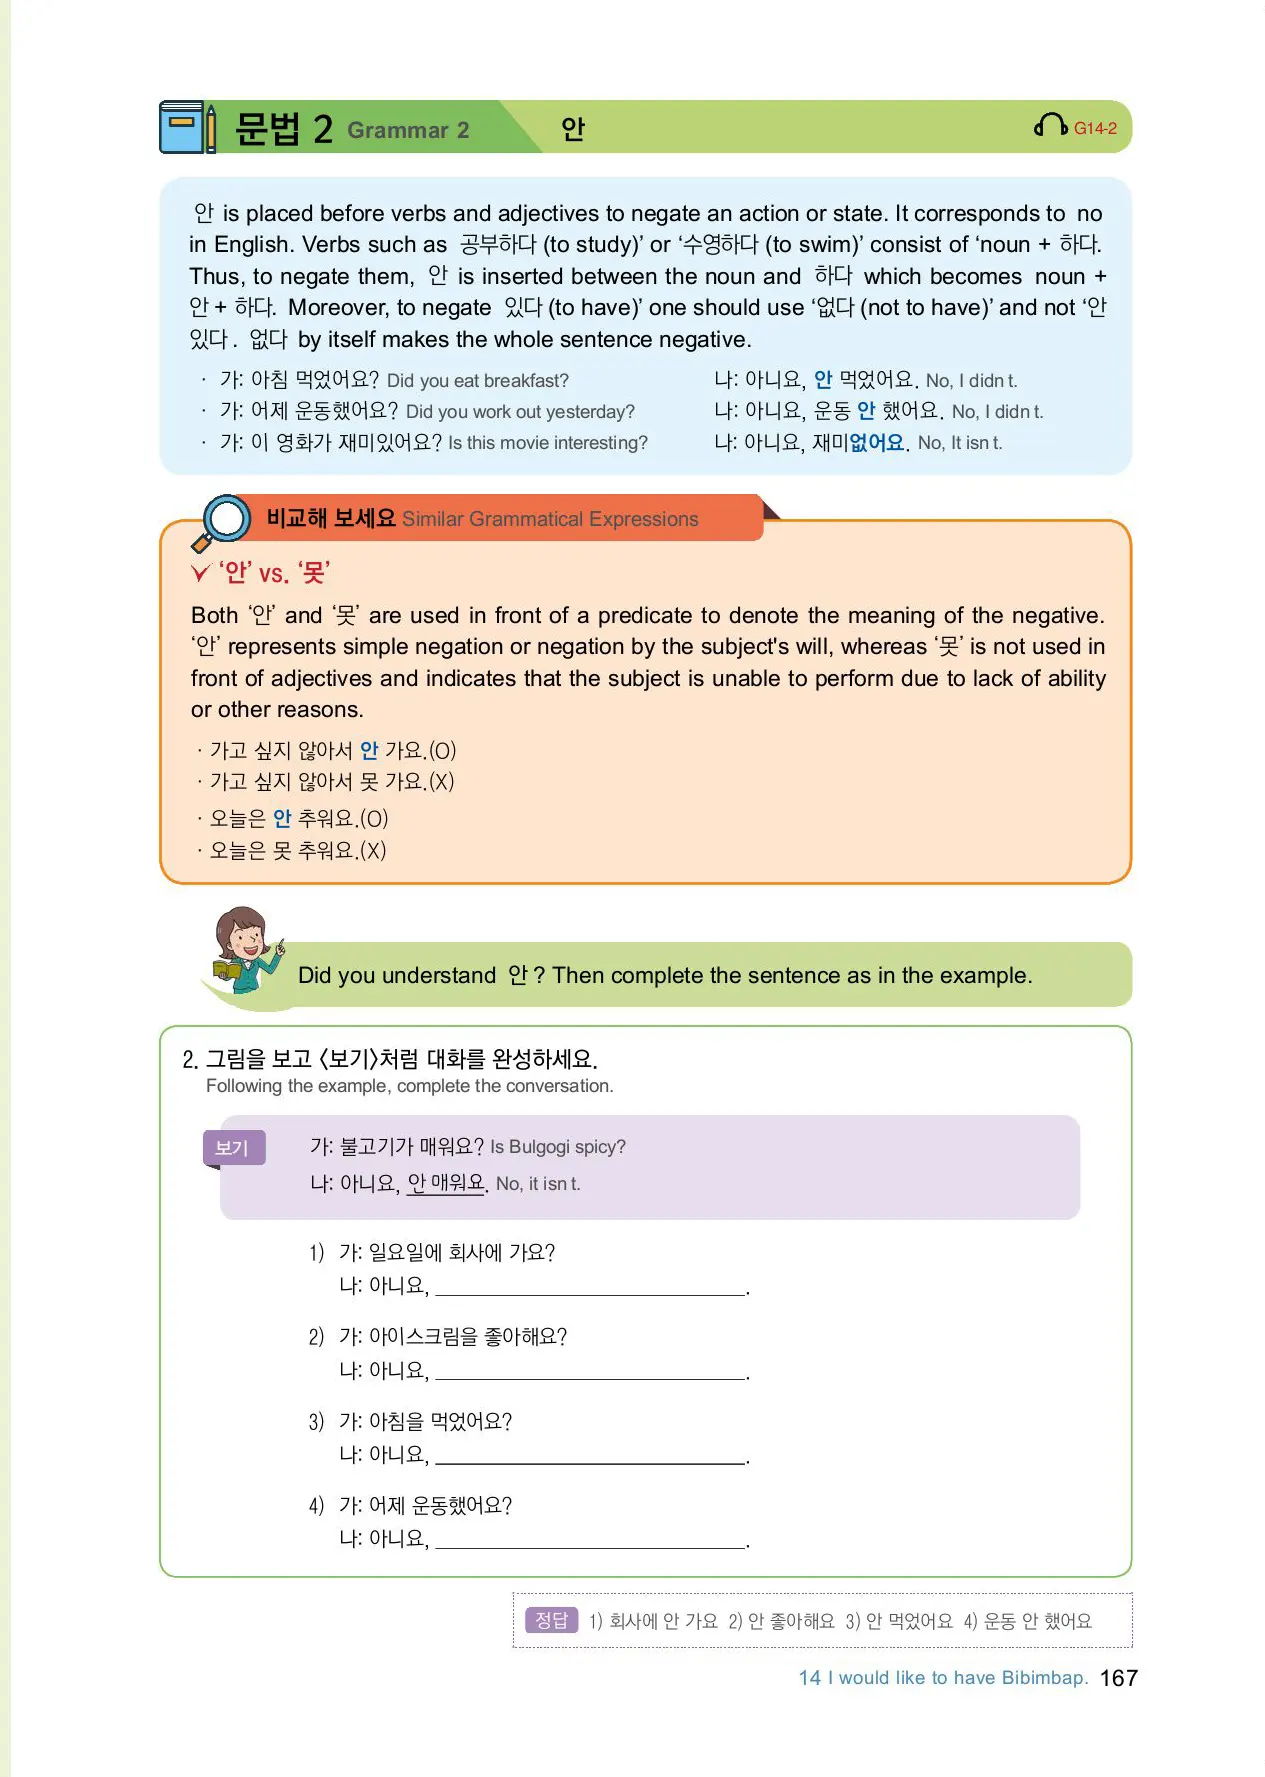 문법 2 Grammar 2 안 G14-2
안 is placed before verbs and adjectives to negate an action or state. It corresponds to no
in English. Verbs such as 공부하다 (to study)’ or ‘수영하다 (to swim)’ consist of ‘noun + 하다.
Thus, to negate them, 안 is inserted between the noun and 하다 which becomes noun +
안 + 하다. Moreover, to negate 있다 (to have)’ one should use ‘없다 (not to have)’ and not ‘안
있다 . 없다 by itself makes the whole sentence negative.
· 가: 아침 먹었어요? Did you eat breakfast? 나: 아니요, 안 먹었어요. No, I didn t.
· 가: 어제 운동했어요? Did you work out yesterday? 나: 아니요, 운동 안 했어요. No, I didn t.
· 가: 이 영화가 재미있어요? Is this movie interesting? 나: 아니요, 재미없어요. No, It isn t.
비교해 보세요 Similar Grammatical Expressions
‘안’ vs. ‘못’
Both ‘안’ and ‘못’ are used in front of a predicate to denote the meaning of the negative.
‘안’ represents simple negation or negation by the subject's will, whereas ‘못’ is not used in
front of adjectives and indicates that the subject is unable to perform due to lack of ability
or other reasons.
· 가고 싶지 않아서 안 가요.(O)
· 가고 싶지 않아서 못 가요.(X)
· 오늘은 안 추워요.(O)
· 오늘은 못 추워요.(X)
Did you understand 안 ? Then complete the sentence as in the example.
2. 그림을 보고 〈보기〉처럼 대화를 완성하세요.
Following the example, complete the conversation.
보기 가: 불고기가 매워요? Is Bulgogi spicy?
나: 아니요, 안 매워요. No, it isn t.
1) 가: 일요일에 회사에 가요?
나: 아니요, ______________________________.
2) 가: 아이스크림을 좋아해요?
나: 아니요, ______________________________.
3) 가: 아침을 먹었어요?
나: 아니요, ______________________________.
4) 가: 어제 운동했어요?
나: 아니요, ______________________________.
정답 1) 회사에 안 가요 2) 안 좋아해요 3) 안 먹었어요 4) 운동 안 했어요
14 I would like to have Bibimbap. 167